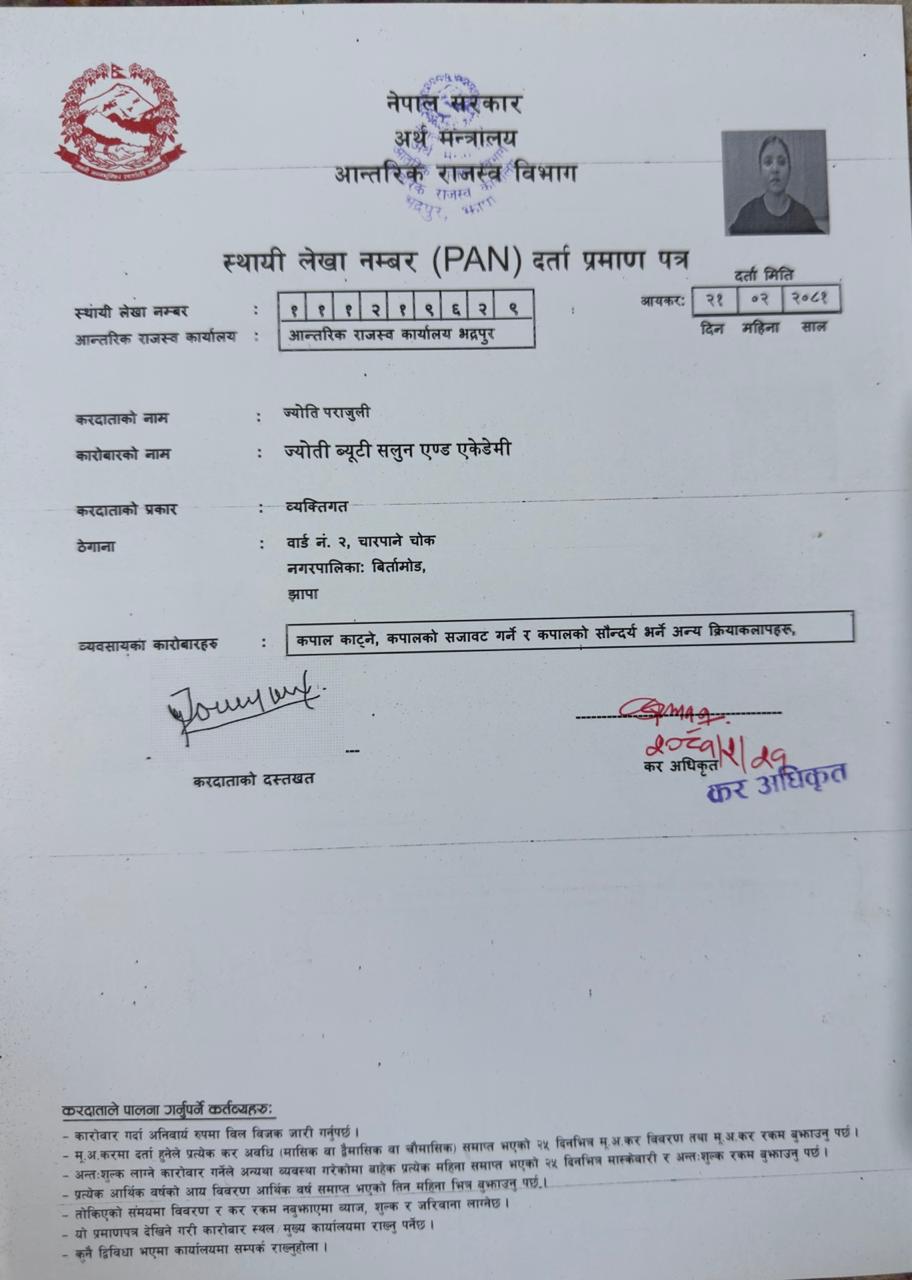 नेपाल सरकार
अर्थ मन्त्रालय
आन्तरिक राजस्व विभाग
भद्रपुर, झापा
स्थायी लेखा नम्बर (PAN) दर्ता प्रमाण पत्र
दर्ता मिति
स्थायी लेखा नम्बर : १ १ १ २ १ ९ ६ २ ९ : आयकर: २१ ०२ २०८१
दिन महिना साल
आन्तरिक राजस्व कार्यालय : आन्तरिक राजस्व कार्यालय भद्रपुर
करदाताको नाम : ज्योति पराजुली
कारोबारको नाम : ज्योती ब्यूटी सलुन एण्ड एकेडेमी
करदाताको प्रकार : व्यक्तिगत
ठेगाना : वार्ड नं. २, चारपाने चोक
नगरपालिका: बिर्तामोड,
झापा
व्यवसायका कारोबारहरु : कपाल काट्ने, कपालको सजावट गर्ने र कपालको सौन्दर्य भर्ने अन्य क्रियाकलापहरू,
२०८१/२/२१
करदाताको दस्तखत
कर अधिकृत
कर अधिकृत
करदाताले पालना गर्नुपर्ने कर्तव्यहरु:
- कारोबार गर्दा अनिवार्य रुपमा विल विजक जारी गर्नुपर्छ ।
- मू.अ.करमा दर्ता हुनेले प्रत्येक कर अवधि (मासिक वा द्वैमासिक वा चौमासिक) समाप्त भएको २५ दिनभित्र मू.अ.कर विवरण तथा मू.अ.कर रकम बुझाउनु पर्छ ।
- अन्त:शुल्क लाग्ने कारोबार गर्नेले अन्यथा व्यवस्था गरेकोमा बाहेक प्रत्येक महिना समाप्त भएको २५ दिनभित्र मास्केवारी र अन्त:शुल्क रकम बुझाउनु पर्छ ।
- प्रत्येक आर्थिक वर्षको आय विवरण आर्थिक वर्ष समाप्त भएको तिन महिना भित्र बुझाउनु पर्छ.।
- तोकिएको समयमा विवरण र कर रकम नबुझाएमा ब्याज, शुल्क र जरिवाना लाग्नेछ ।
- यो प्रमाणपत्र देखिने गरी कारोबार स्थल/मुख्य कार्यालयमा राख्नु पर्नेछ ।
- कुनै द्विविधा भएमा कार्यालयमा सम्पर्क राख्नुहोला ।